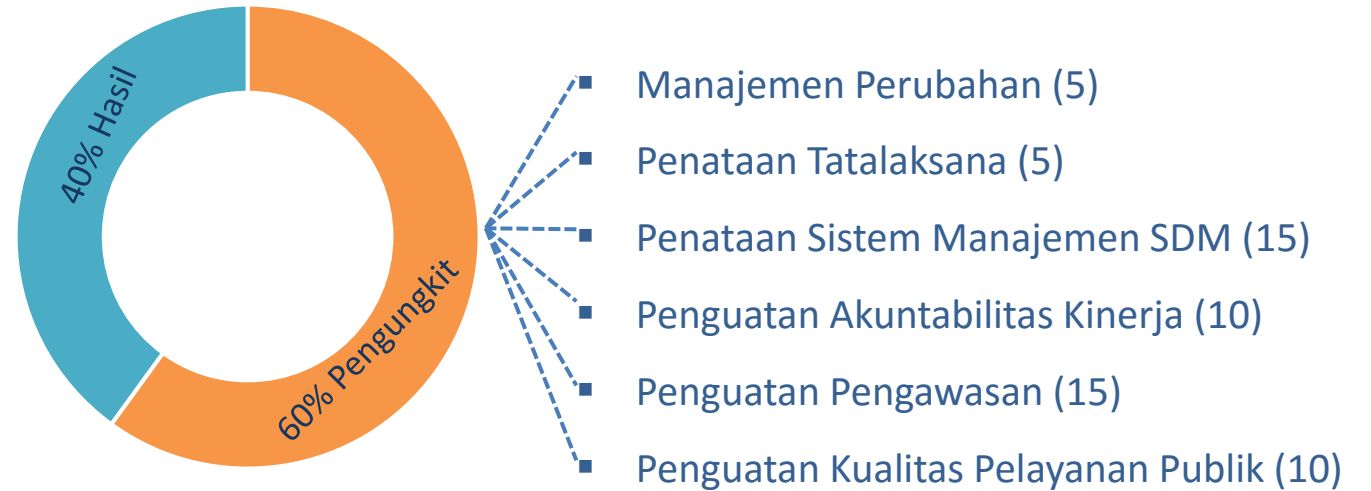 40% Hasil
60% Pengungkit
▪ Manajemen Perubahan (5)
▪ Penataan Tatalaksana (5)
▪ Penataan Sistem Manajemen SDM (15)
▪ Penguatan Akuntabilitas Kinerja (10)
▪ Penguatan Pengawasan (15)
▪ Penguatan Kualitas Pelayanan Publik (10)